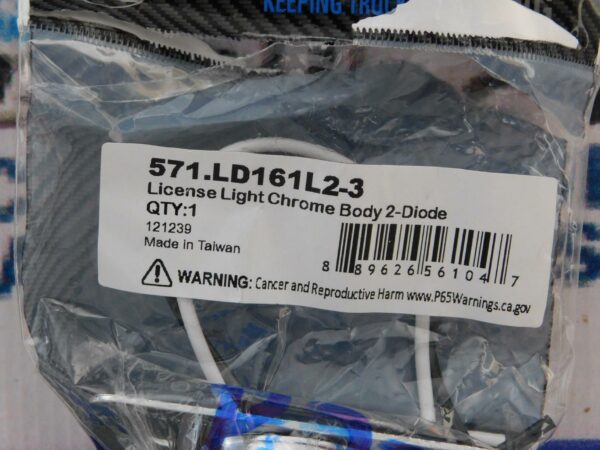 KEEPING
571.LD161L2-3
License Light Chrome Body 2-Diode
QTY:1
121239
Made in Taiwan
8 89626 56104 7
WARNING: Cancer and Reproductive Harm www.P65Warnings.ca.gov